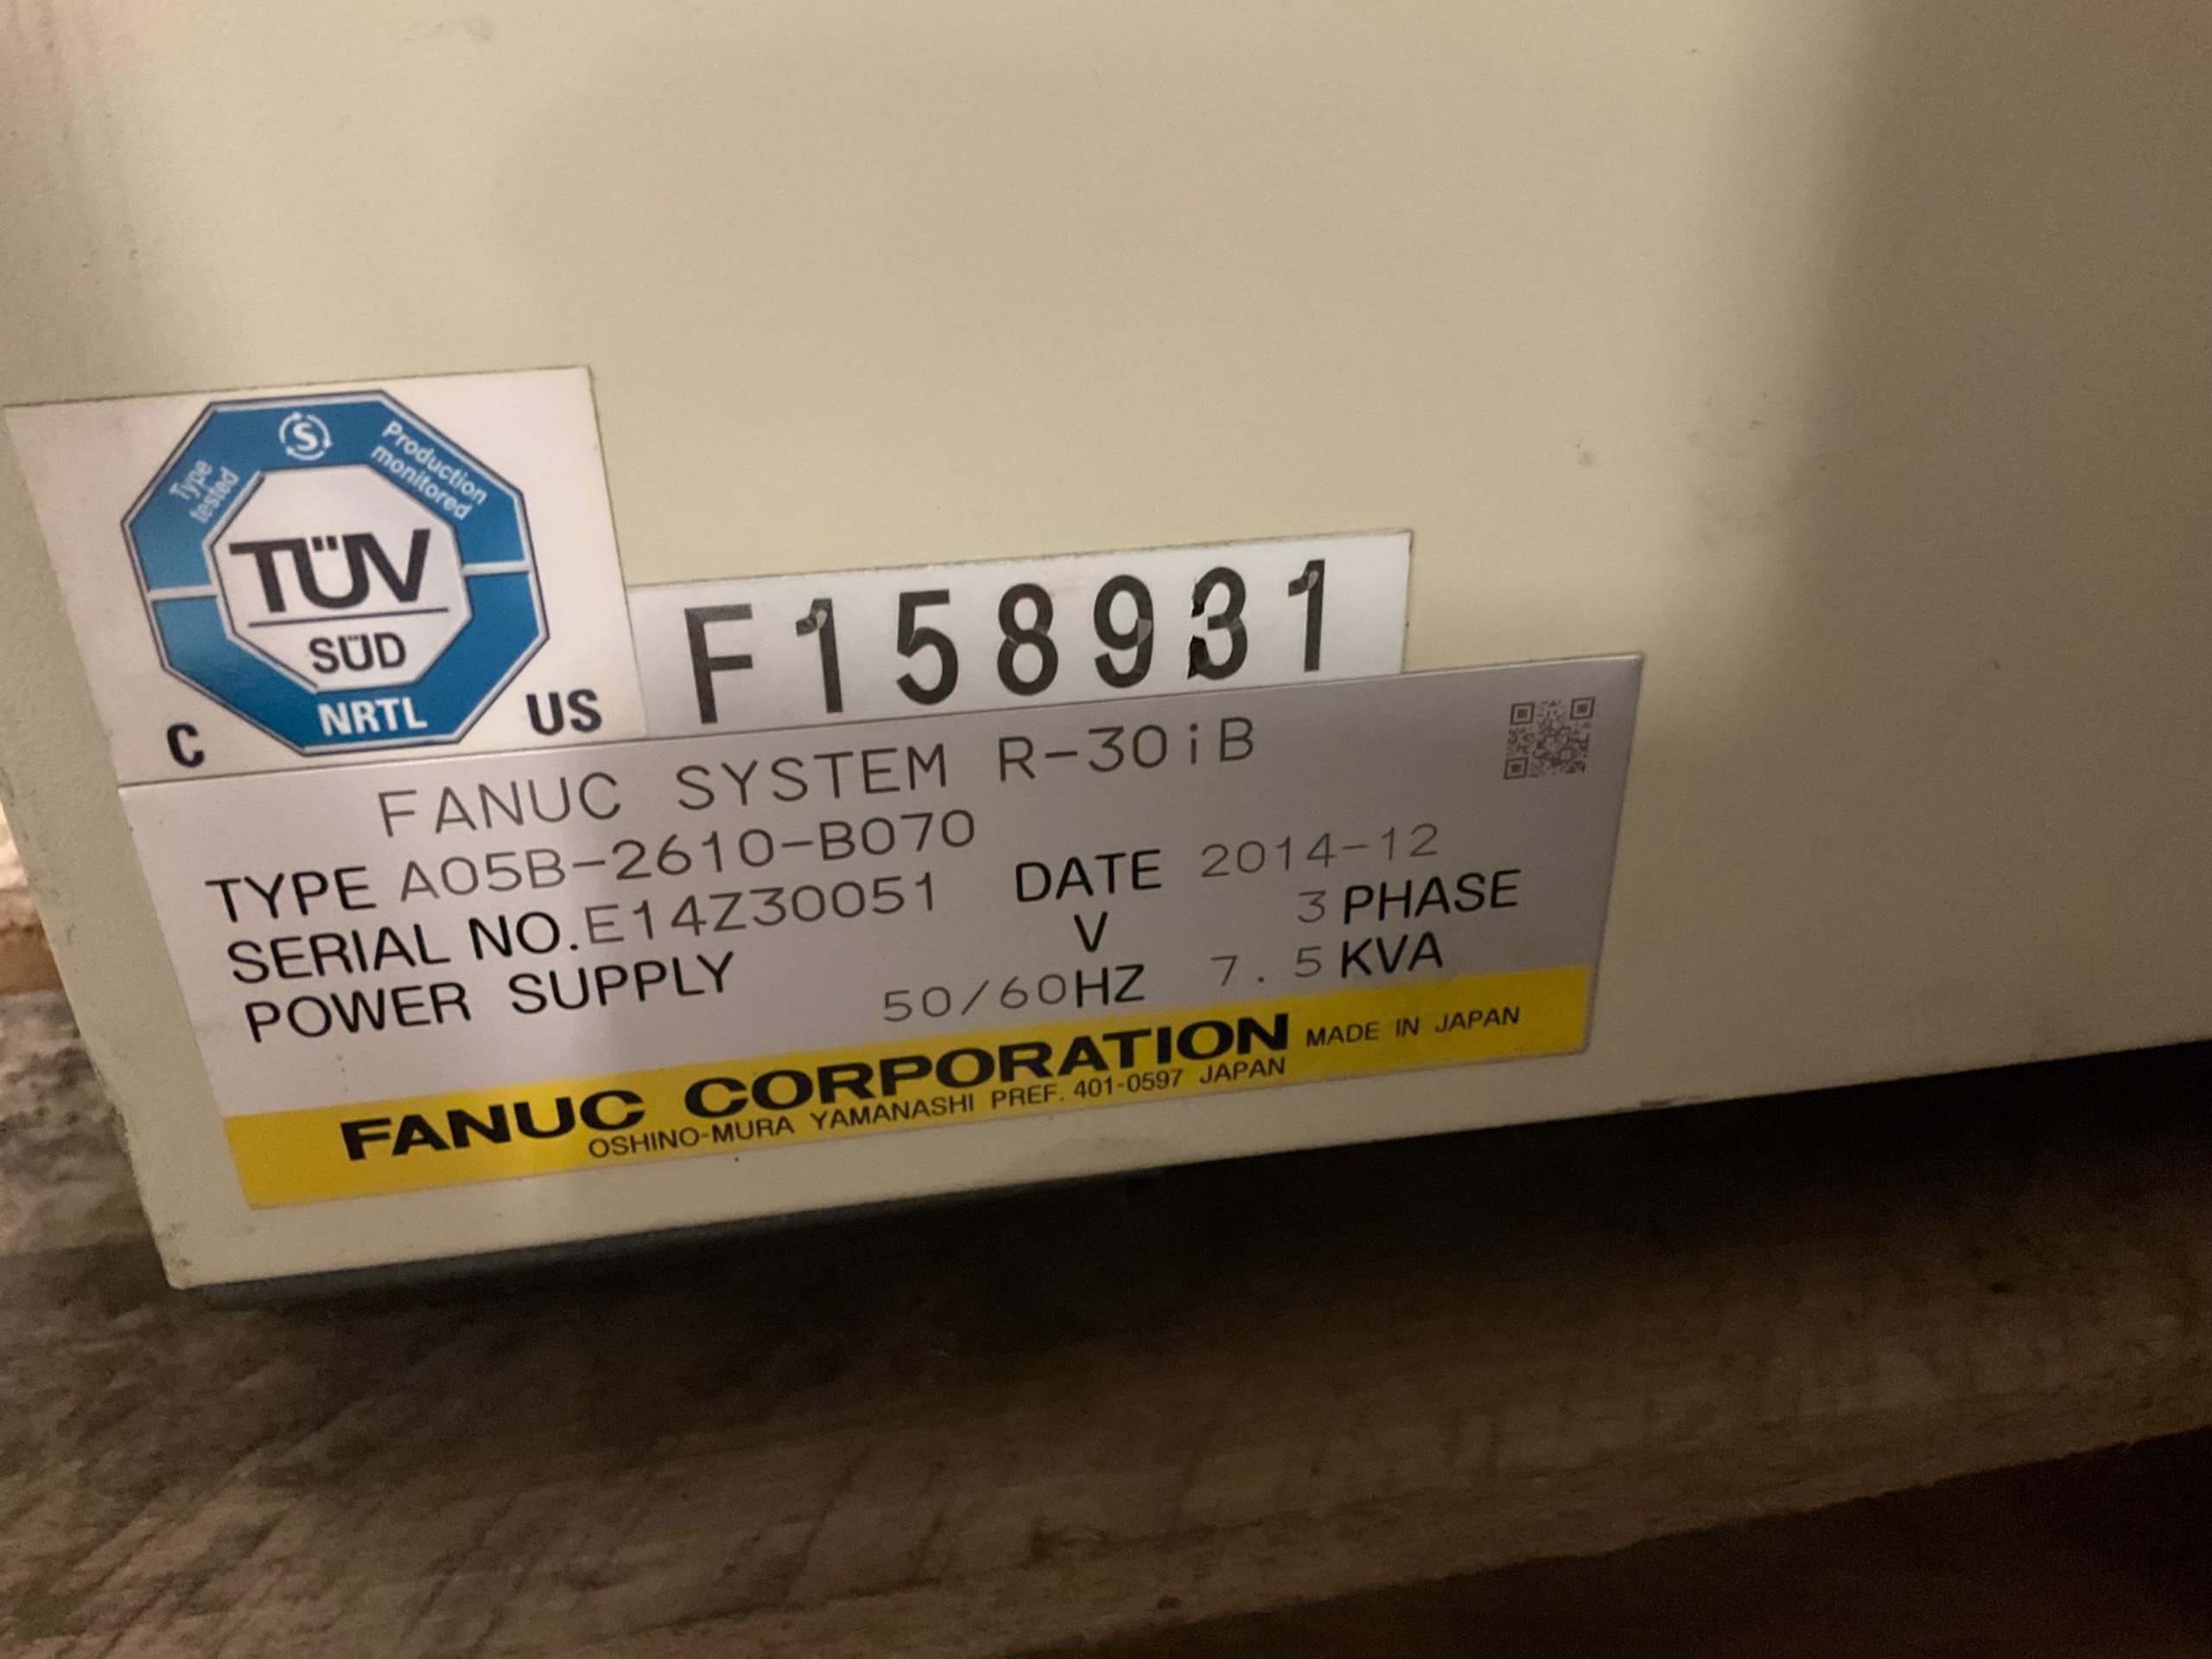 Type tested
S
Production monitored
TÜV
SÜD
NRTL
C US
F158931
FANUC SYSTEM R-30iB
TYPE A05B-2610-B070
SERIAL NO.E14Z30051 DATE 2014-12
POWER SUPPLY V 3 PHASE
50/60HZ 7.5KVA
FANUC CORPORATION MADE IN JAPAN
OSHINO-MURA YAMANASHI PREF. 401-0597 JAPAN